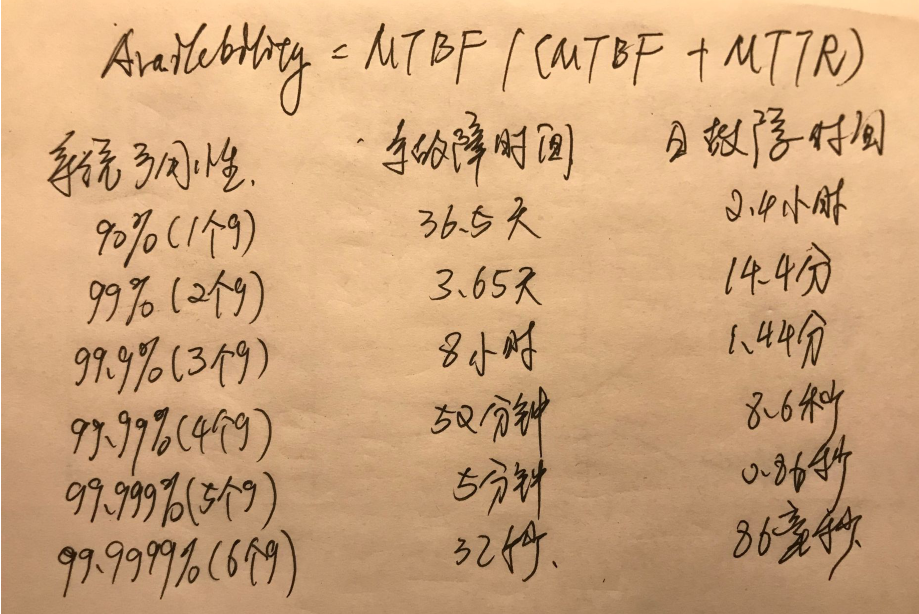 Availebility = MTBF / (MTBF + MTTR)
系统可用性 年故障时间 日故障时间
90% (1个9) 36.5天 2.4小时
99% (2个9) 3.65天 14.4分
99.9% (3个9) 8小时 1.44分
99.99% (4个9) 52分钟 8.6秒
99.999% (5个9) 5分钟 0.86秒
99.9999% (6个9) 32秒 86毫秒